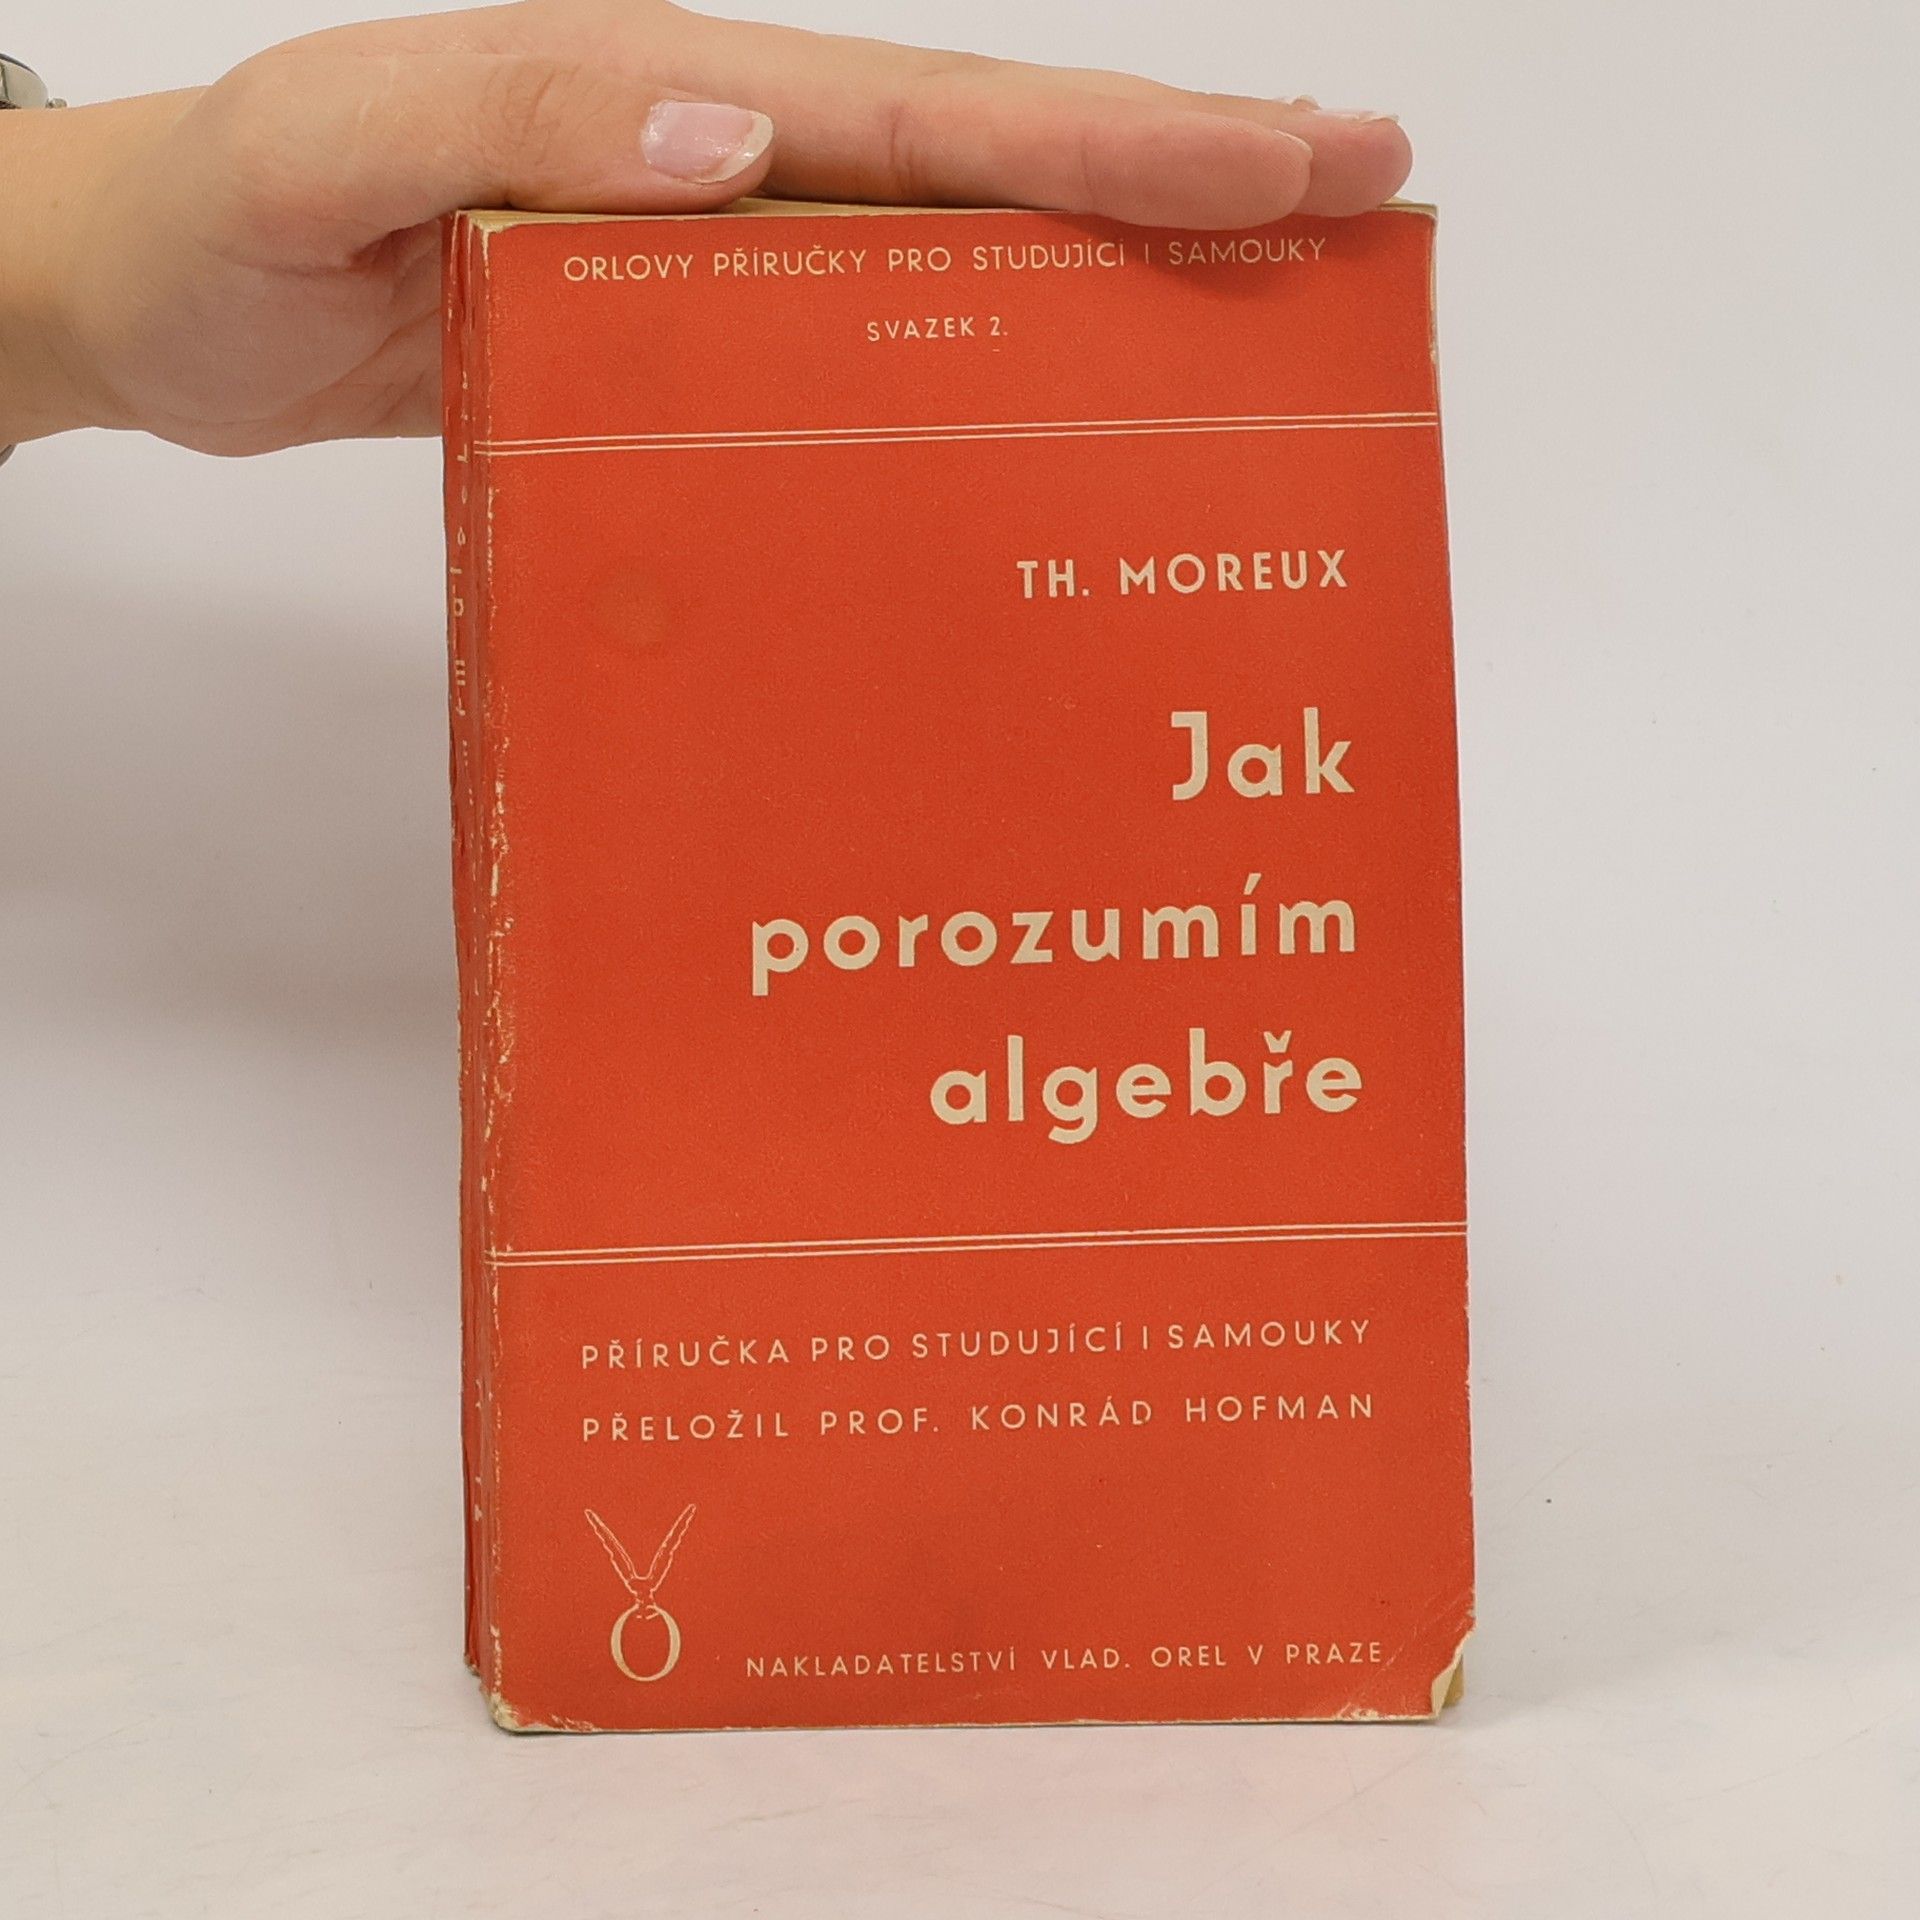 ORLOVY PŘÍRUČKY PRO STUDUJÍCÍ I SAMOUKY
SVAZEK 2.
TH. MOREUX
Jak
porozumím
algebře
PŘÍRUČKA PRO STUDUJÍCÍ I SAMOUKY
PŘELOŽIL PROF. KONRÁD HOFMAN
O
NAKLADATELSTVÍ VLAD. OREL V PRAZE